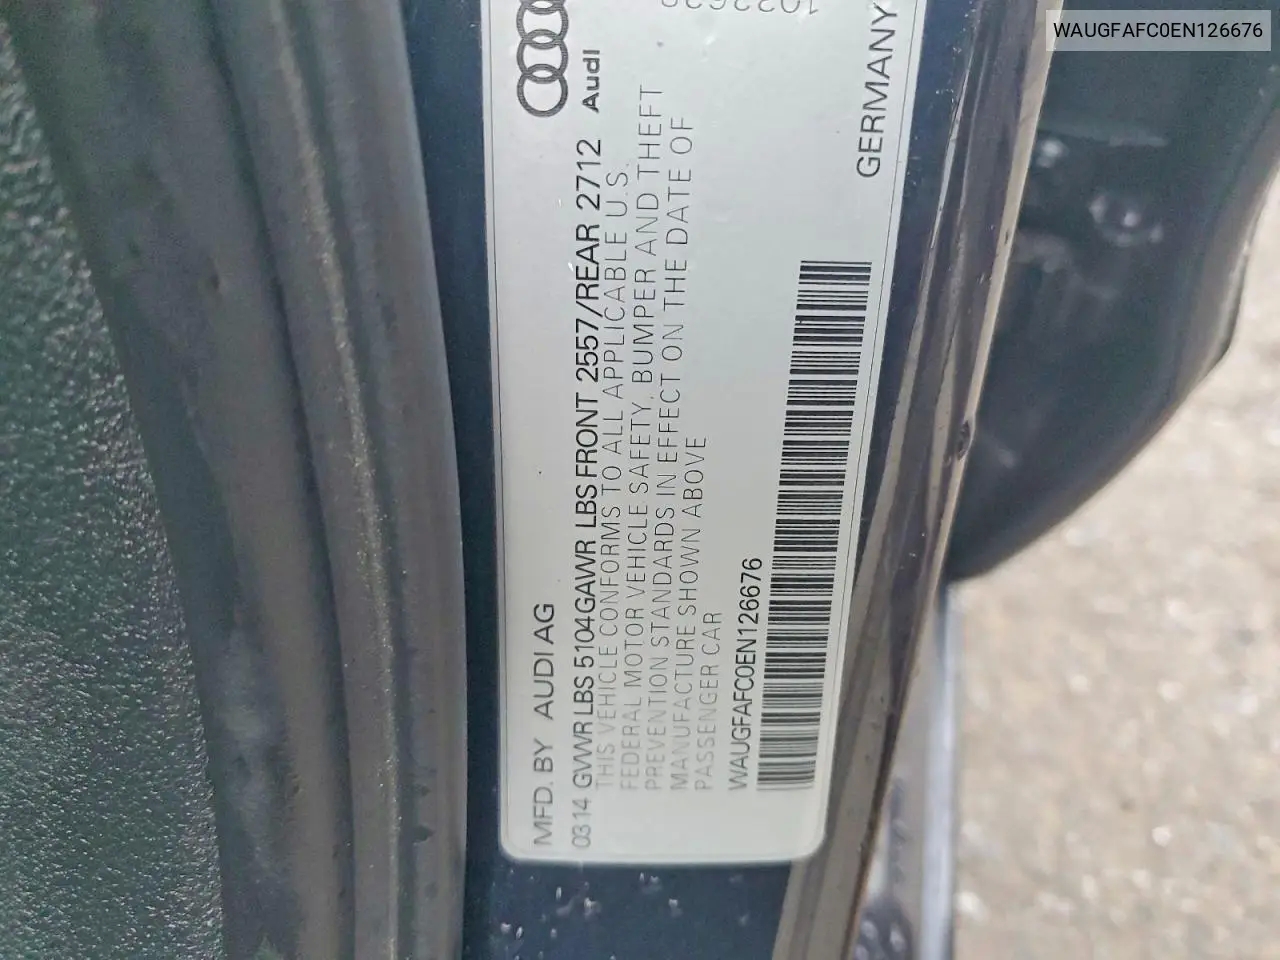 WAUGFAFC0EN126676
Audi
MFD. BY AUDI AG
0314 GVWR LBS 5104 GAWR LBS FRONT 2557/REAR 2712
THIS VEHICLE CONFORMS TO ALL APPLICABLE U.S.
FEDERAL MOTOR VEHICLE SAFETY, BUMPER AND THEFT
PREVENTION STANDARDS IN EFFECT ON THE DATE OF
MANUFACTURE SHOWN ABOVE
PASSENGER CAR
WAUGFAFC0EN126676
GERMANY